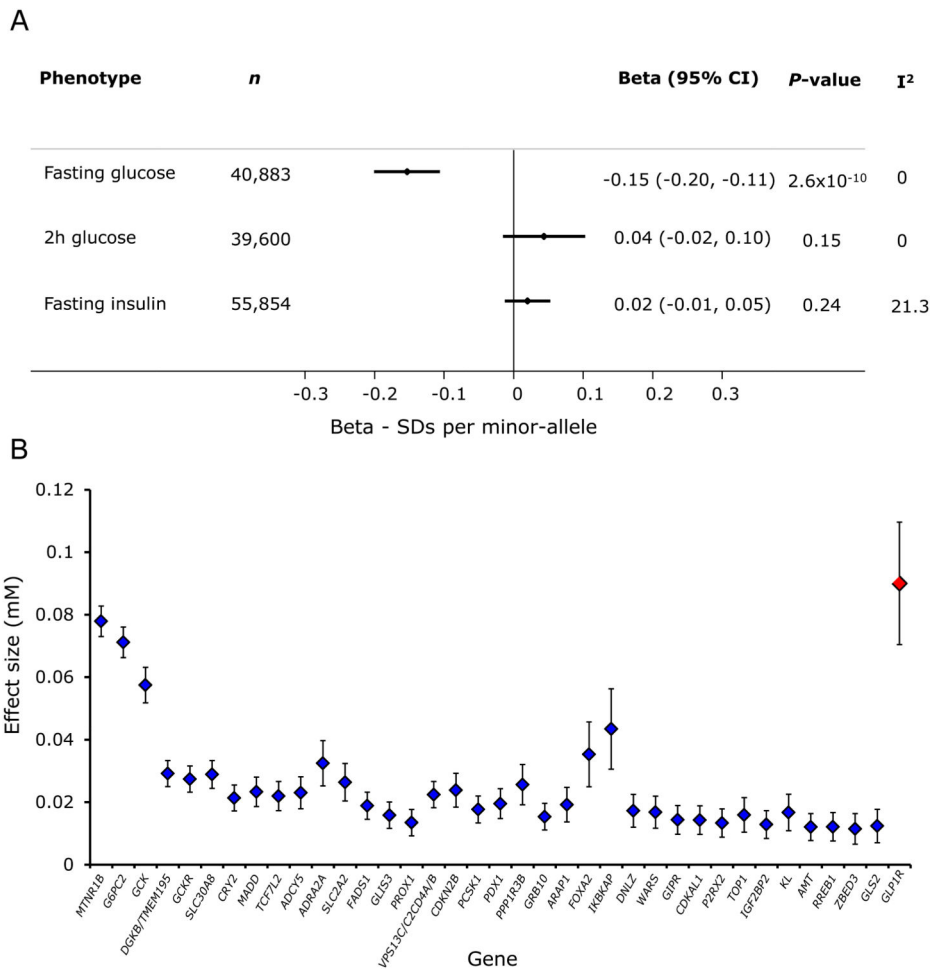 A
Phenotype n Beta (95% CI) P-value I²
Fasting glucose 40,883 -0.15 (-0.20, -0.11) 2.6x10⁻¹⁰ 0
2h glucose 39,600 0.04 (-0.02, 0.10) 0.15 0
Fasting insulin 55,854 0.02 (-0.01, 0.05) 0.24 21.3
-0.3 -0.2 -0.1 0 0.1 0.2 0.3
Beta - SDs per minor-allele
B
Effect size (mM)
0.12
0.1
0.08
0.06
0.04
0.02
0
MTNR1B
G6PC2
GCK
DGKB/TMEM195
GCKR
SLC30A8
CRY2
MADD
TCF7L2
ADCY5
ADRA2A
SLC2A2
FADS1
GLIS3
PROX1
VPS13C/C2CD4A/B
CDKN2B
PCSK1
PDX1
PPP1R3B
GRB10
ARAP1
FOXA2
IKBKAP
DNLZ
WARS
GIPR
CDKAL1
P2RX2
TOP1
IGF2BP2
KL
AMT
RREB1
ZBED3
GLS2
GLP1R
Gene